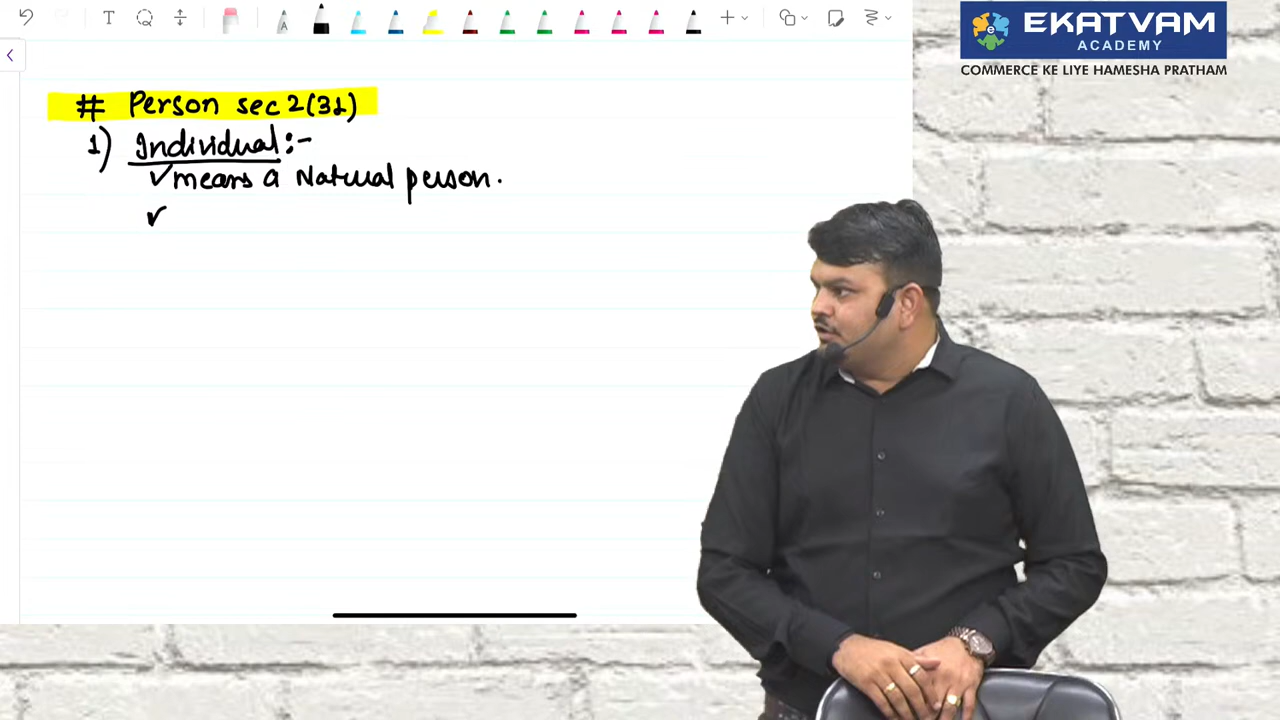 EKATVAM
ACADEMY
COMMERCE KE LIYE HAMESHA PRATHAM
# Person sec 2(31)
1) Individual:-
✓means a Natural person.
✓